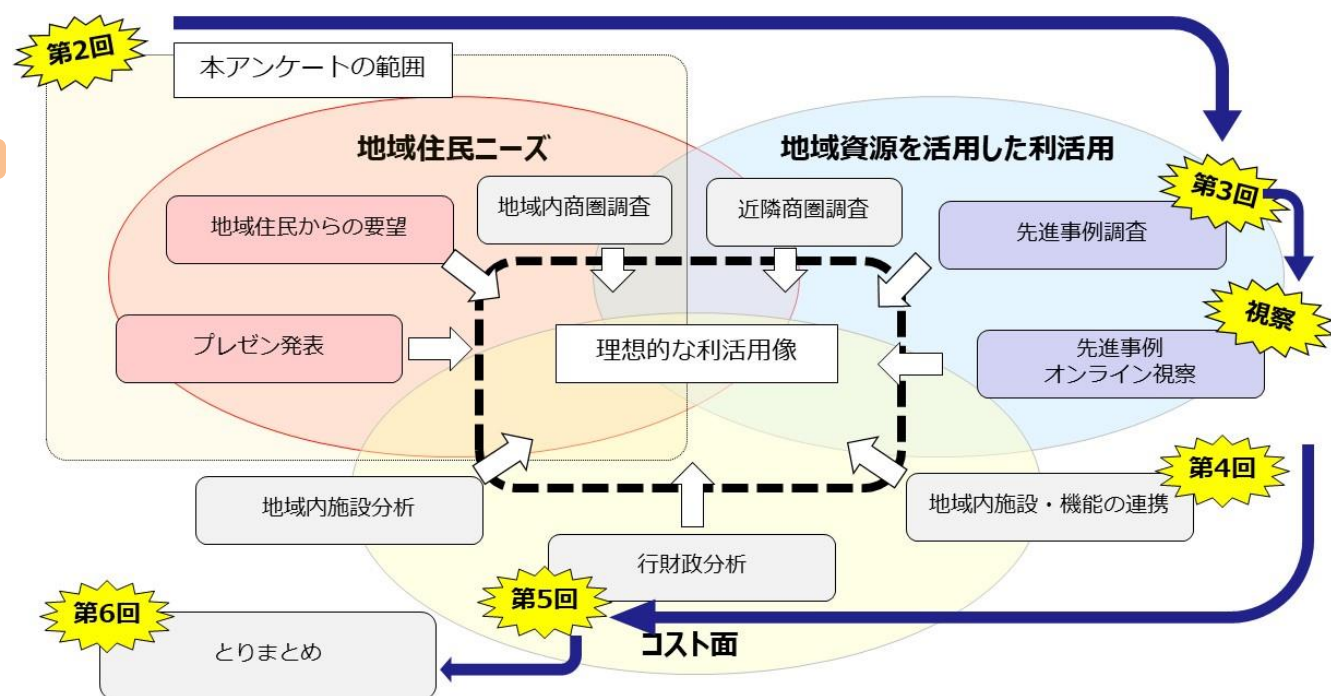 第2回
本アンケートの範囲
地域住民ニーズ
地域資源を活用した利活用
第3回
地域内商圏調査
近隣商圏調査
地域住民からの要望
先進事例調査
視察
プレゼン発表
理想的な利活用像
先進事例
オンライン視察
第4回
地域内施設分析
地域内施設・機能の連携
行財政分析
第5回
第6回
コスト面
とりまとめ